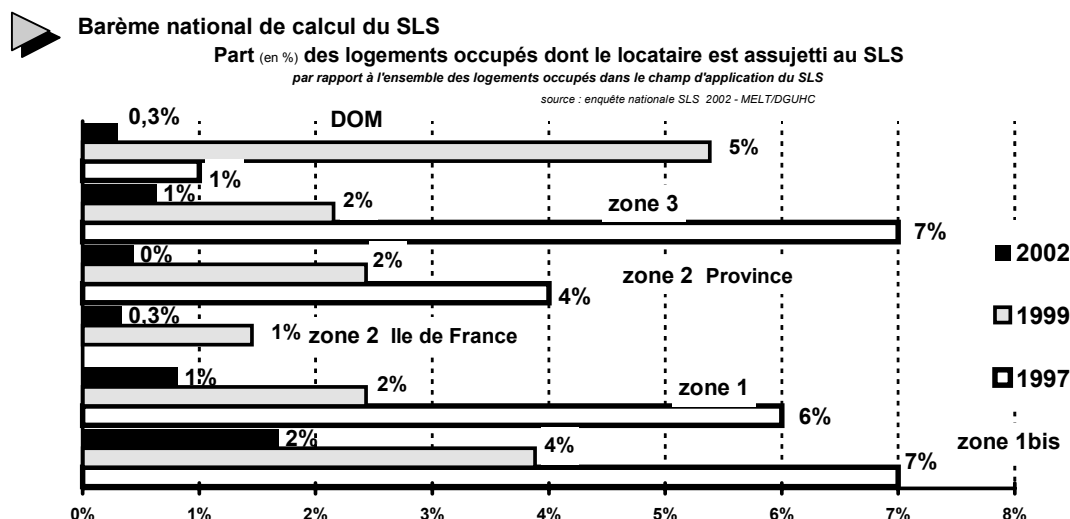 Barème national de calcul du SLS
Part (en %) des logements occupés dont le locataire est assujetti au SLS
par rapport à l'ensemble des logements occupés dans le champ d'application du SLS
source : enquête nationale SLS 2002 - MELT/DGUHC
0,3%
DOM
5%
1%
1%
2%
zone 3
7%
0%
2%
zone 2 Province
4%
0,3%
1%
zone 2 Ile de France
1%
2%
zone 1
6%
2%
4%
zone 1bis
7%
2002
1999
1997
0% 1% 2% 3% 4% 5% 6% 7% 8%